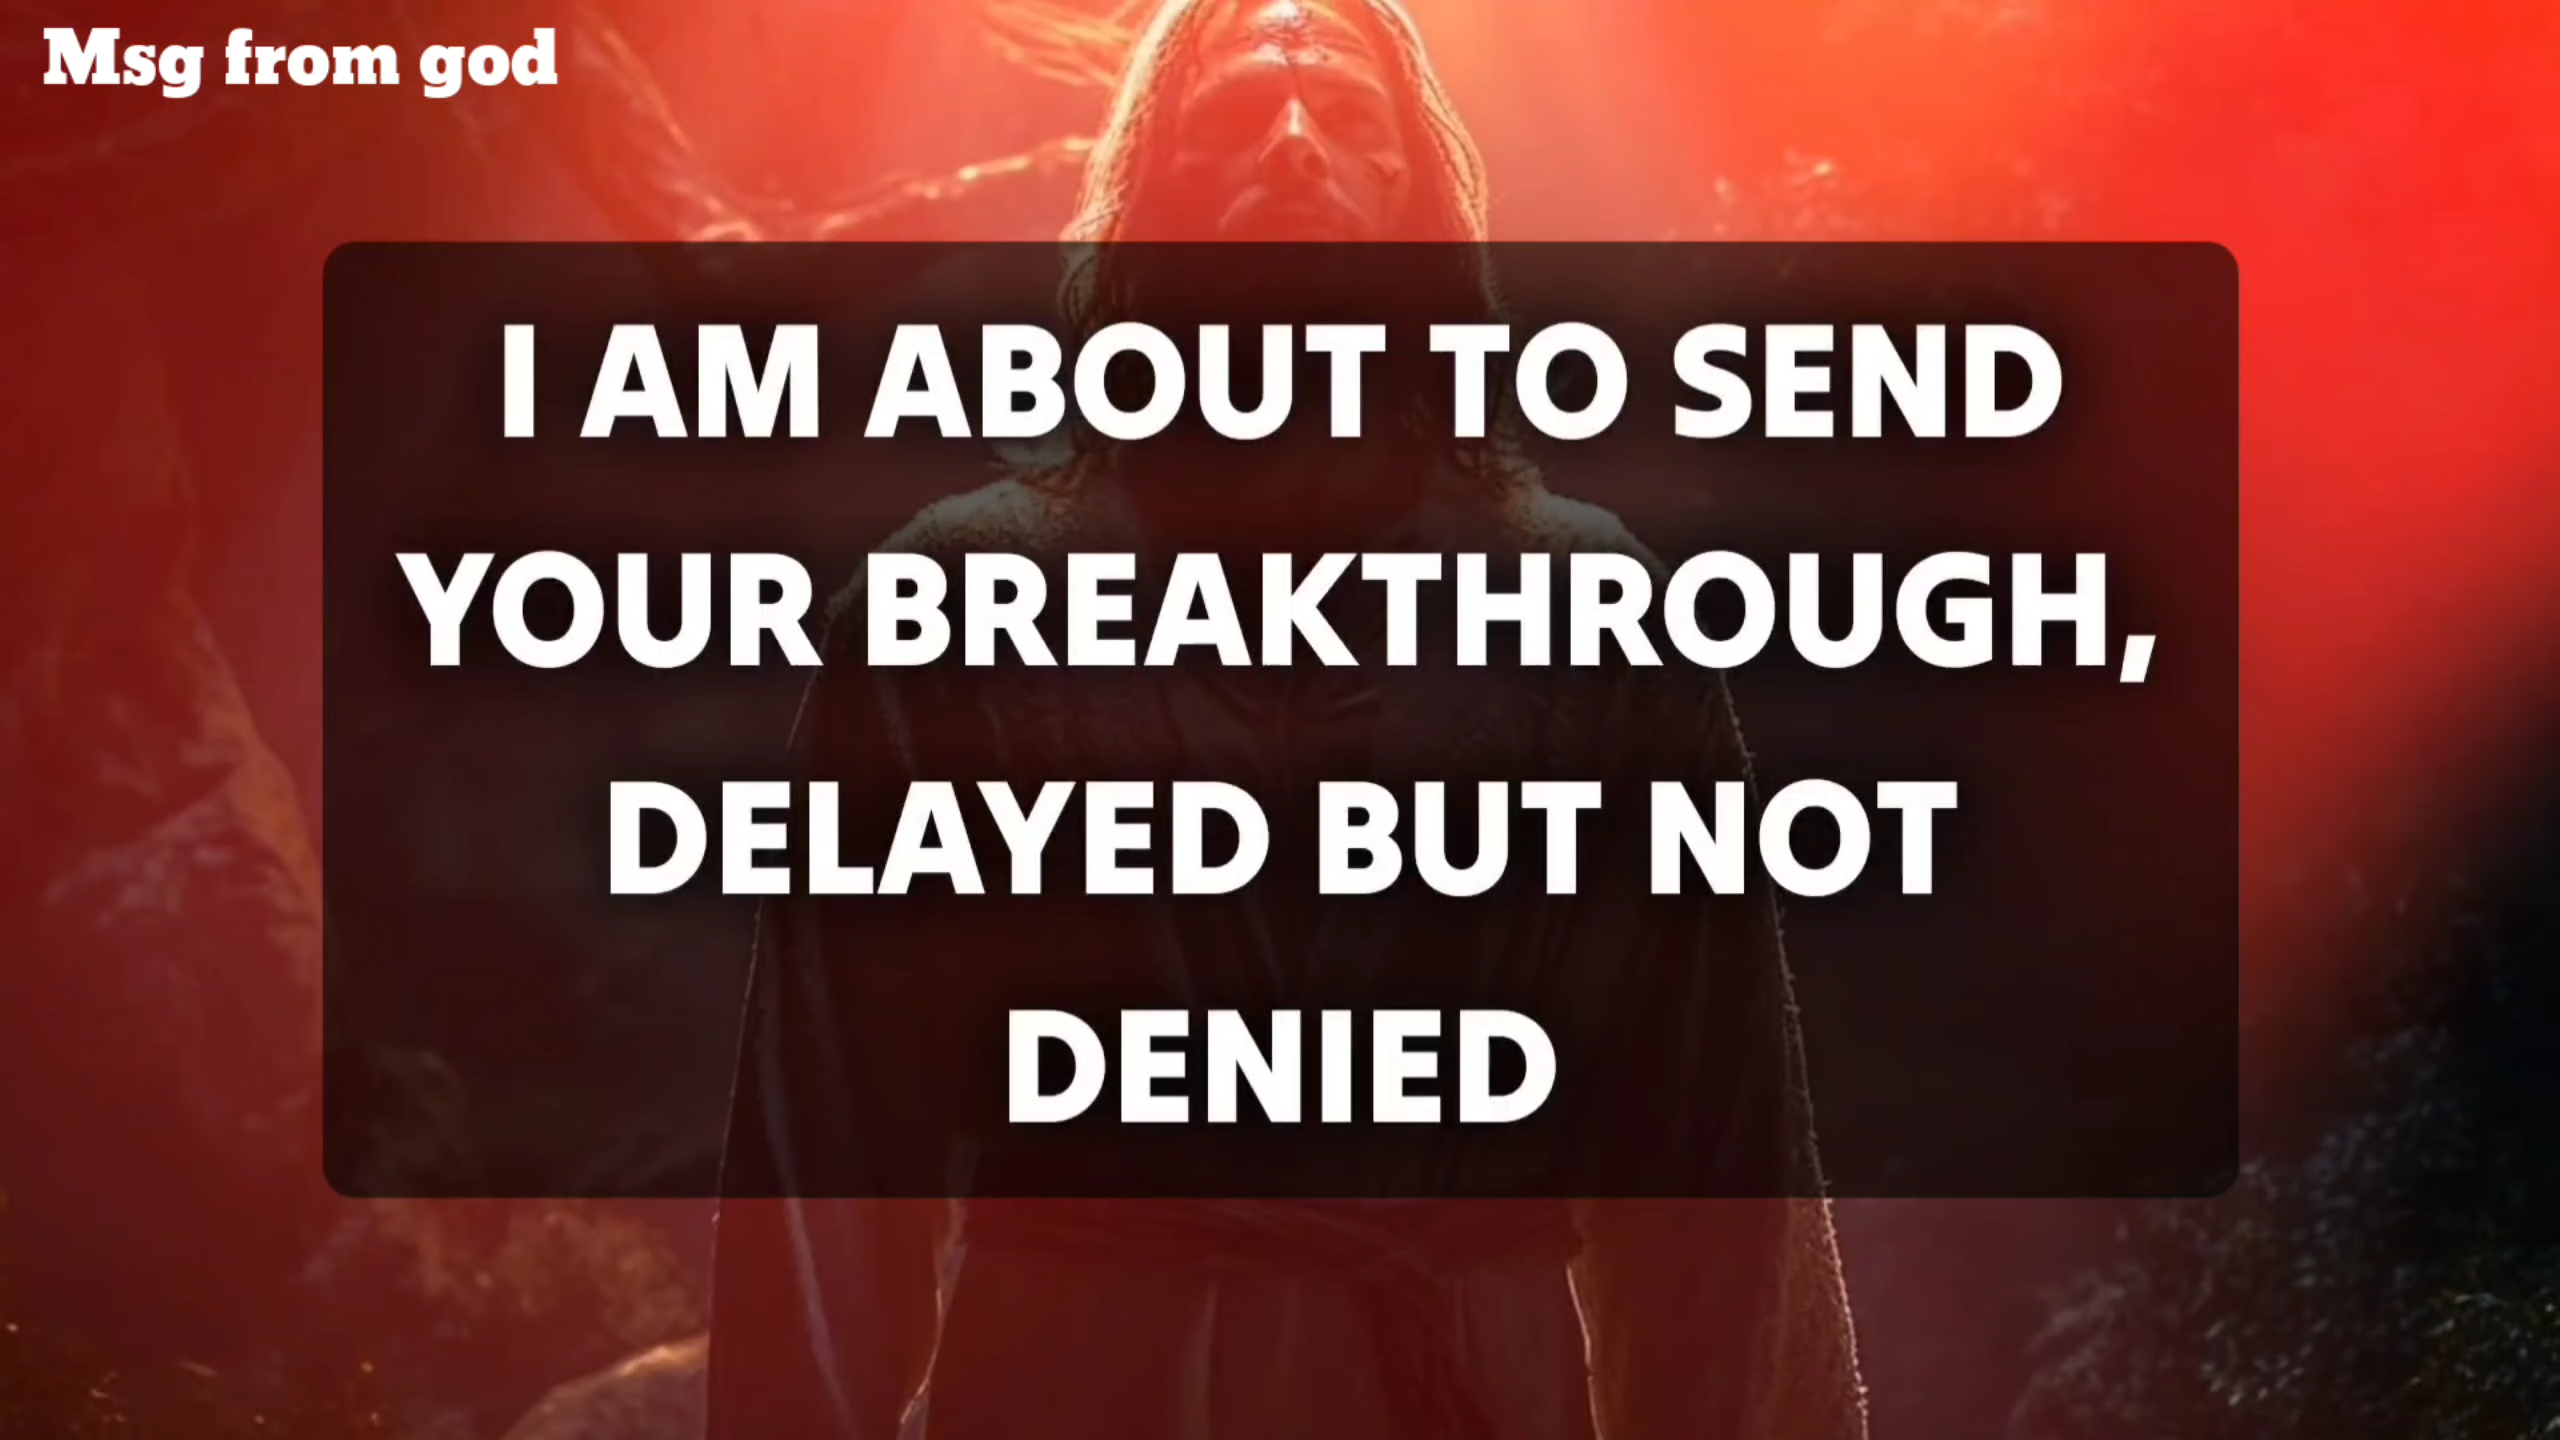 Msg from god
I AM ABOUT TO SEND
YOUR BREAKTHROUGH,
DELAYED BUT NOT
DENIED